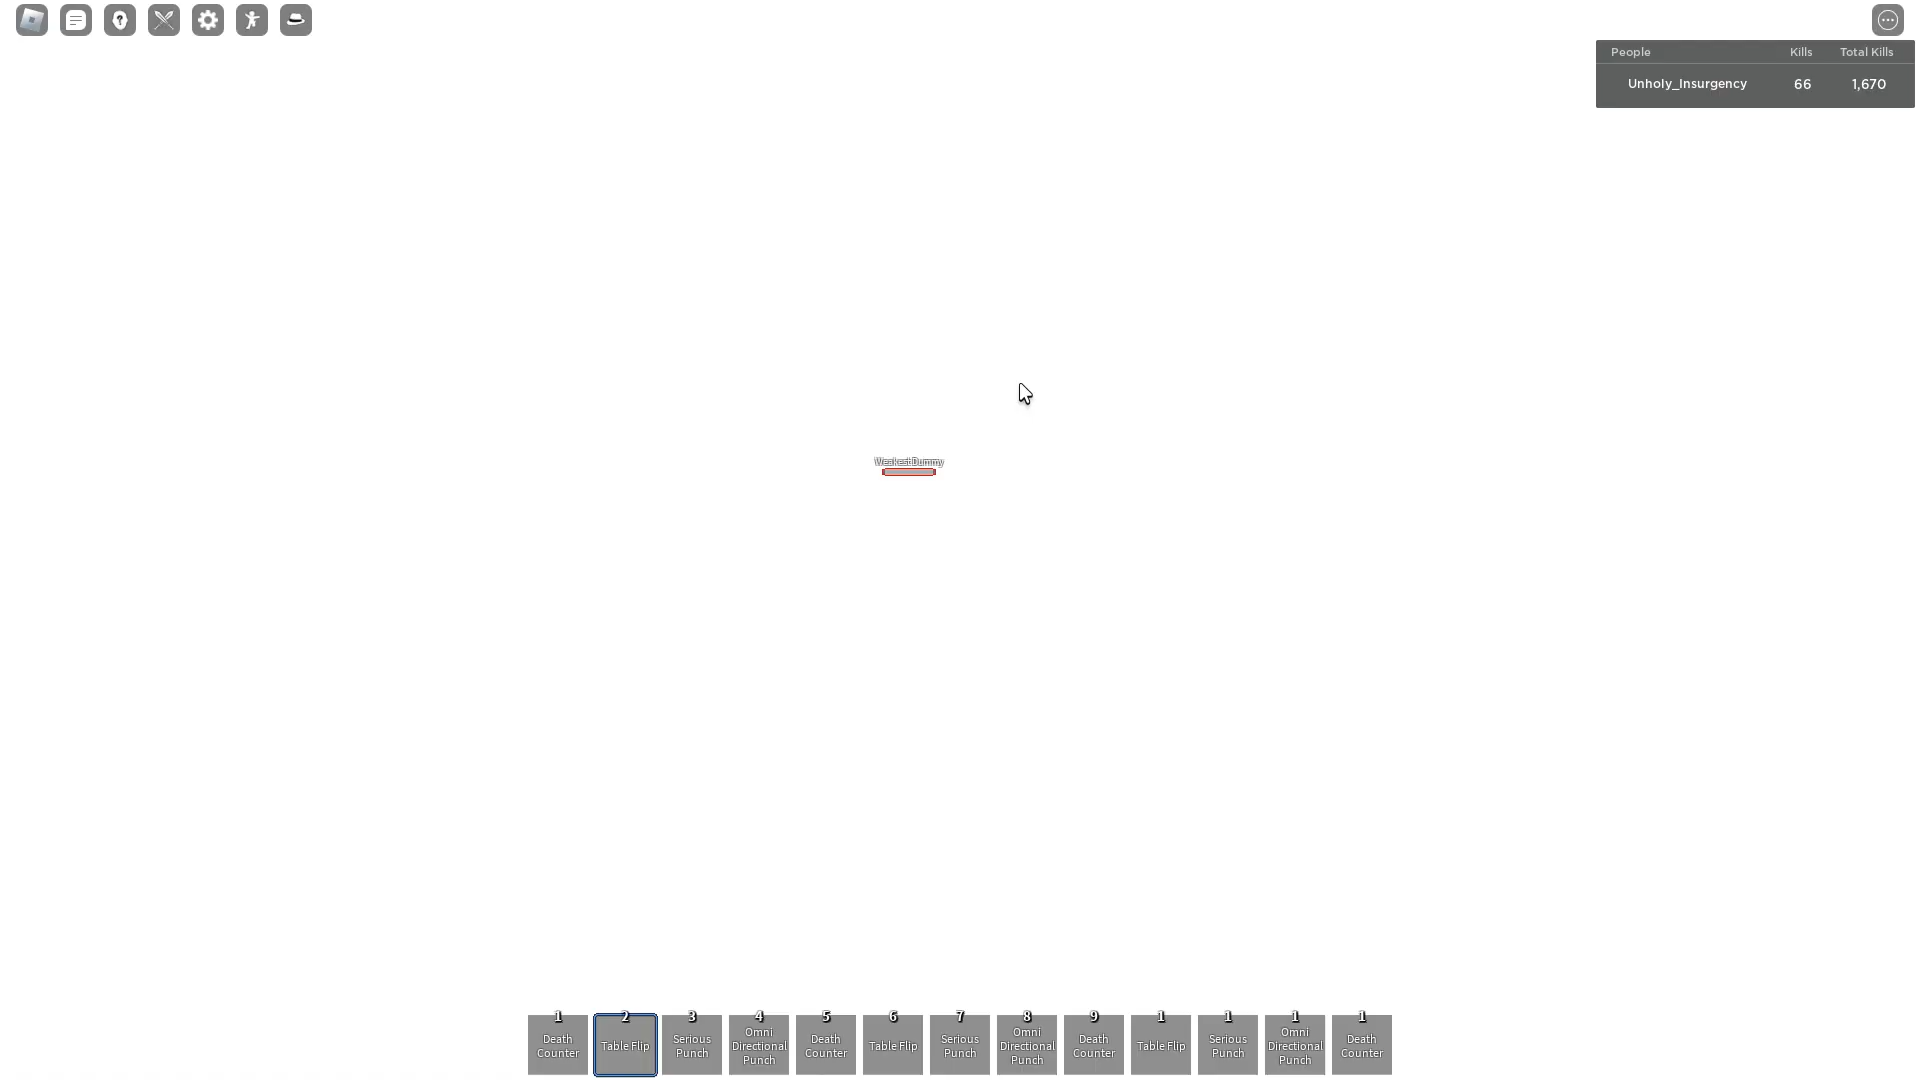 People Kills Total Kills
Unholy_Insurgency 66 1,670
Weakest Dummy
1 2 3 4 5 6 7 8 9 1 1 1 1
Death Counter
Table Flip
Serious Punch
Omni Directional Punch
Death Counter
Table Flip
Serious Punch
Omni Directional Punch
Death Counter
Table Flip
Serious Punch
Omni Directional Punch
Death Counter